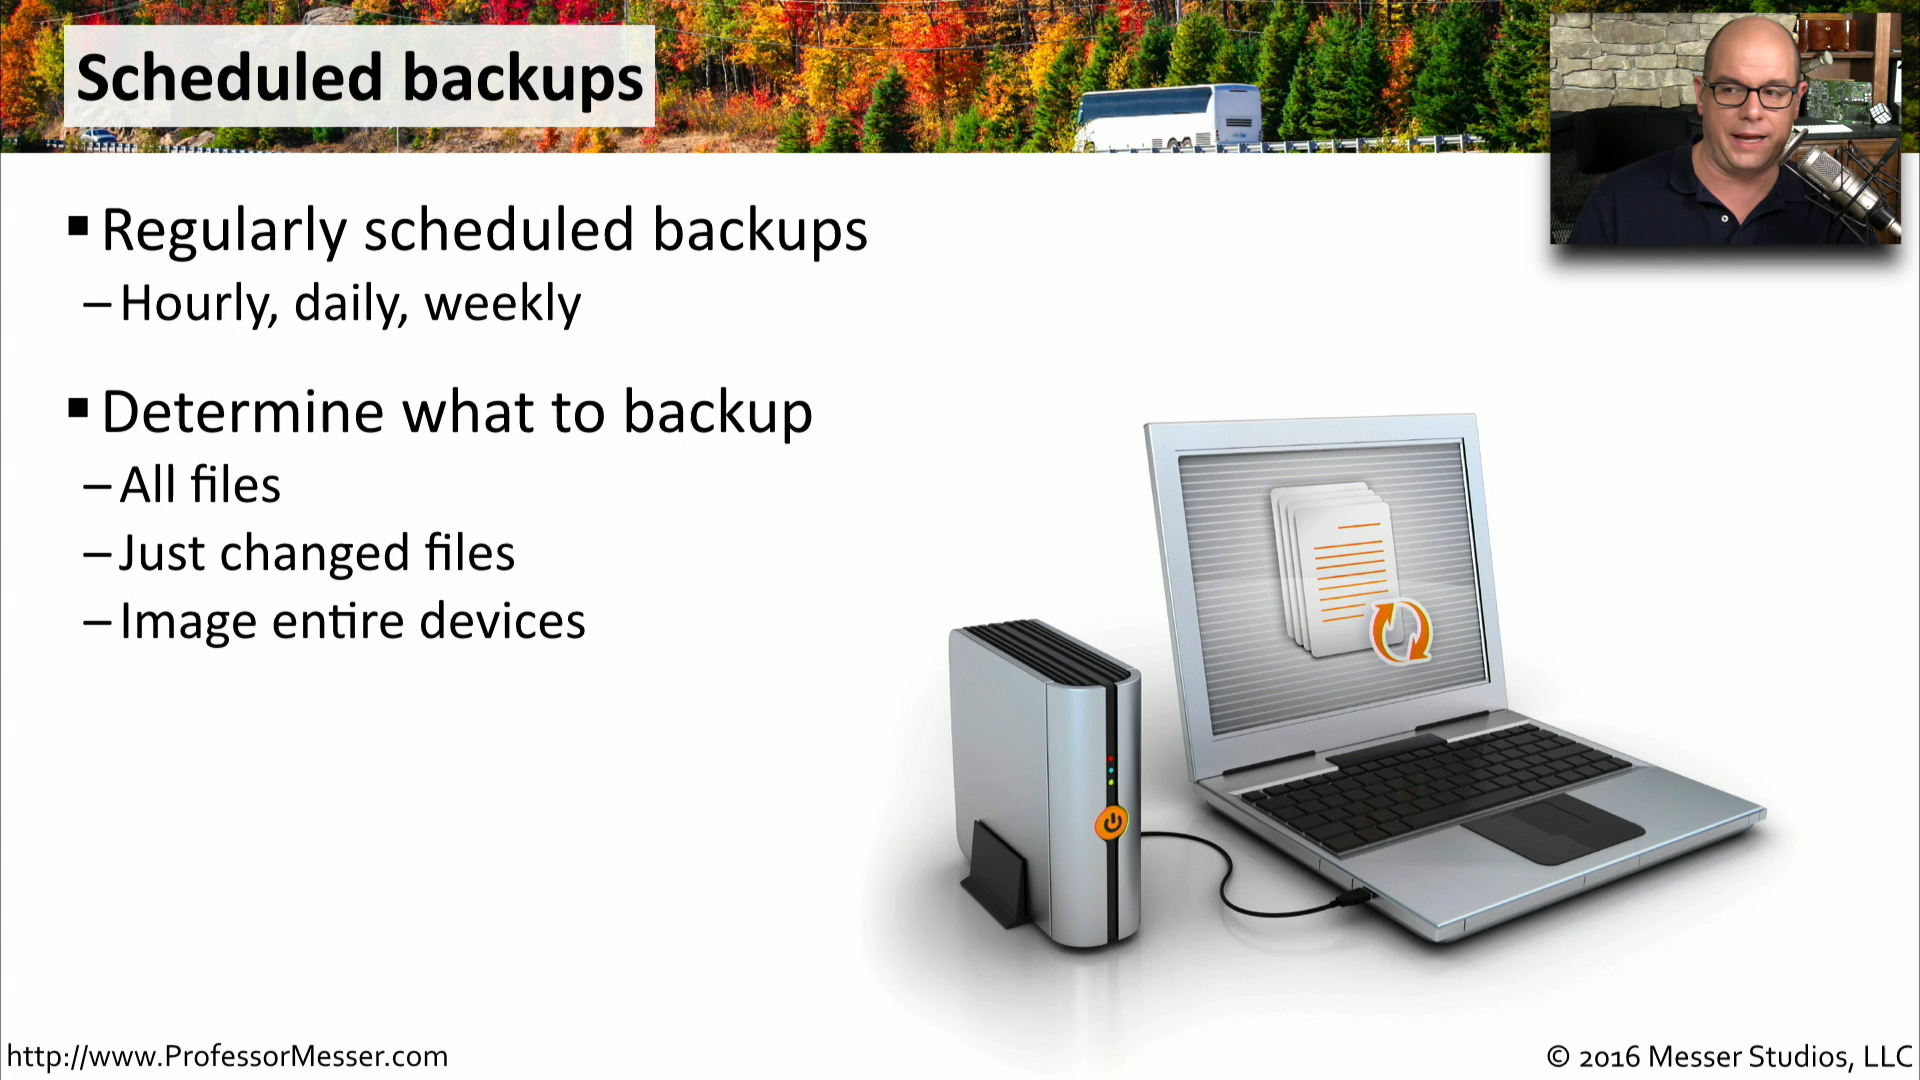 Scheduled backups
▪ Regularly scheduled backups
– Hourly, daily, weekly
▪ Determine what to backup
– All files
– Just changed files
– Image entire devices
http://www.ProfessorMesser.com
© 2016 Messer Studios, LLC